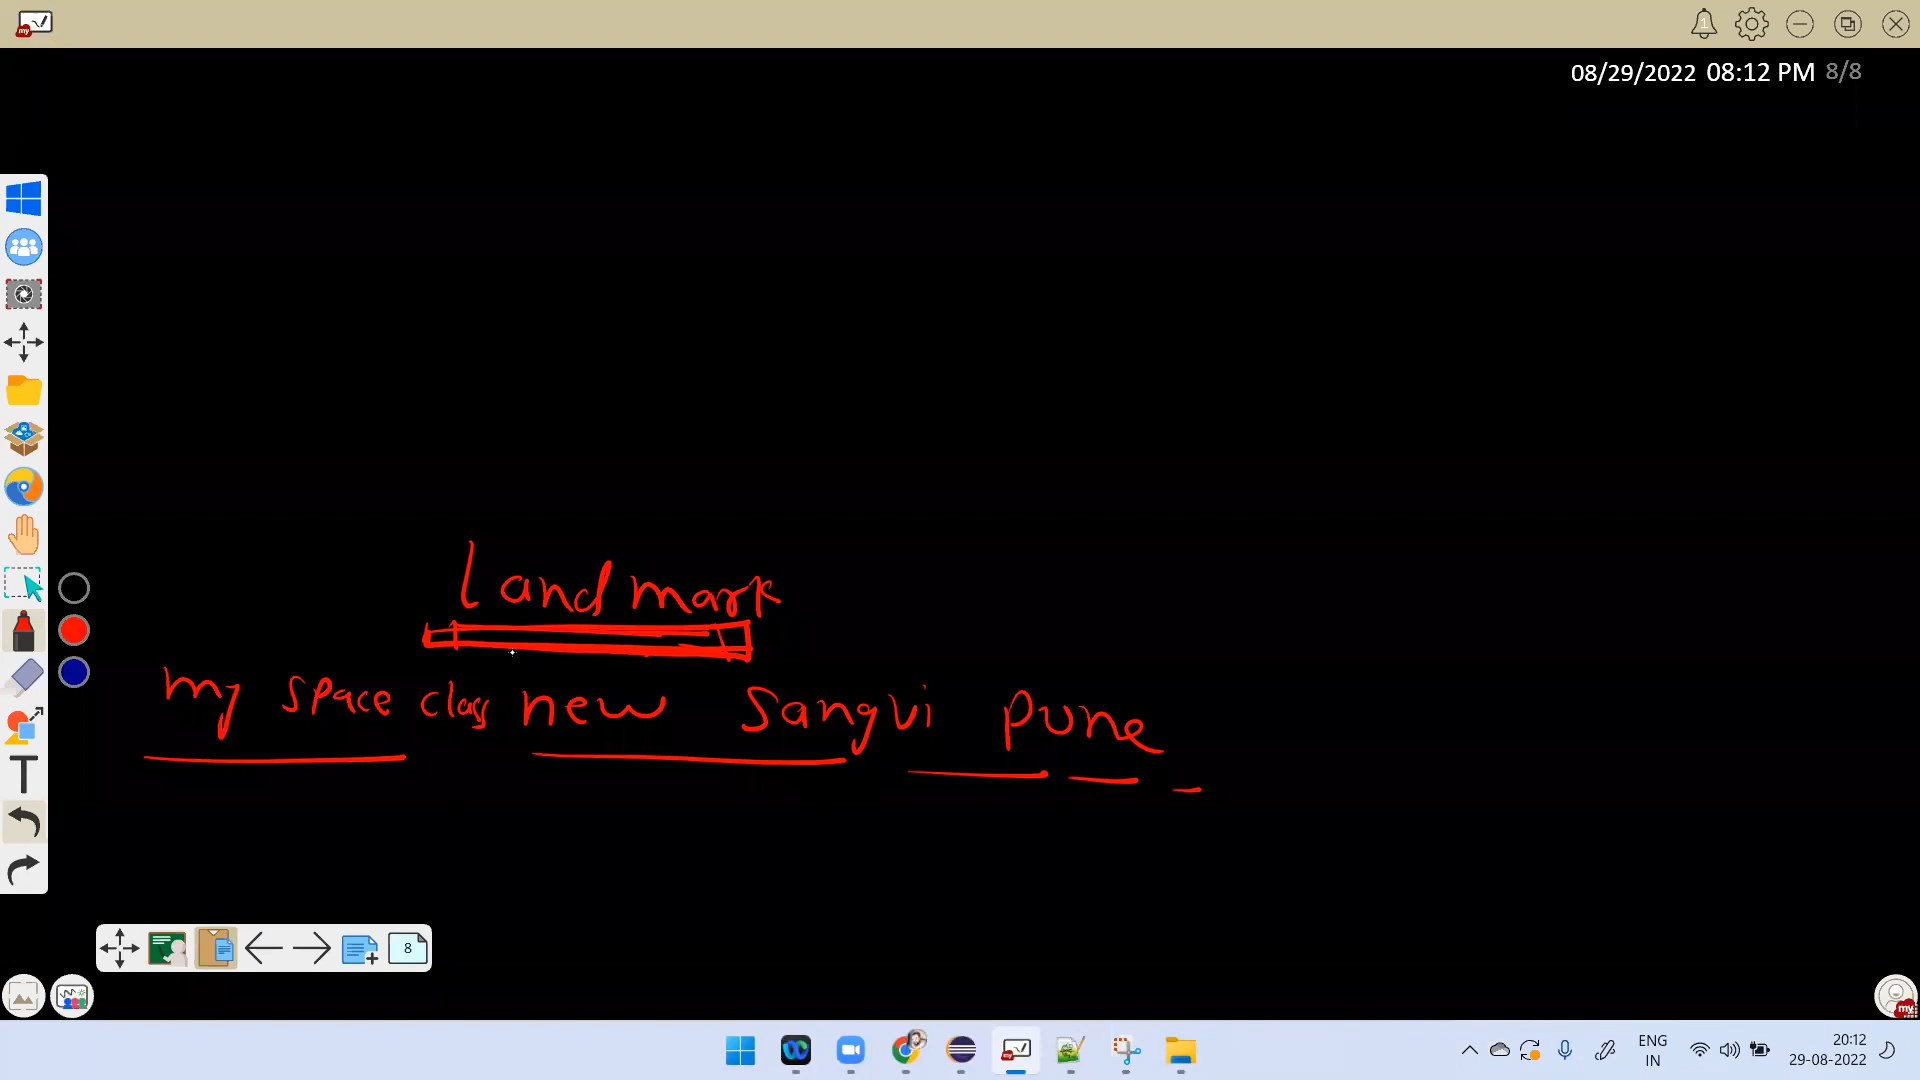 08/29/2022 08:12 PM 8/8
Landmark
my space class new Sangvi pune
8
ENG
IN
20:12
29-08-2022